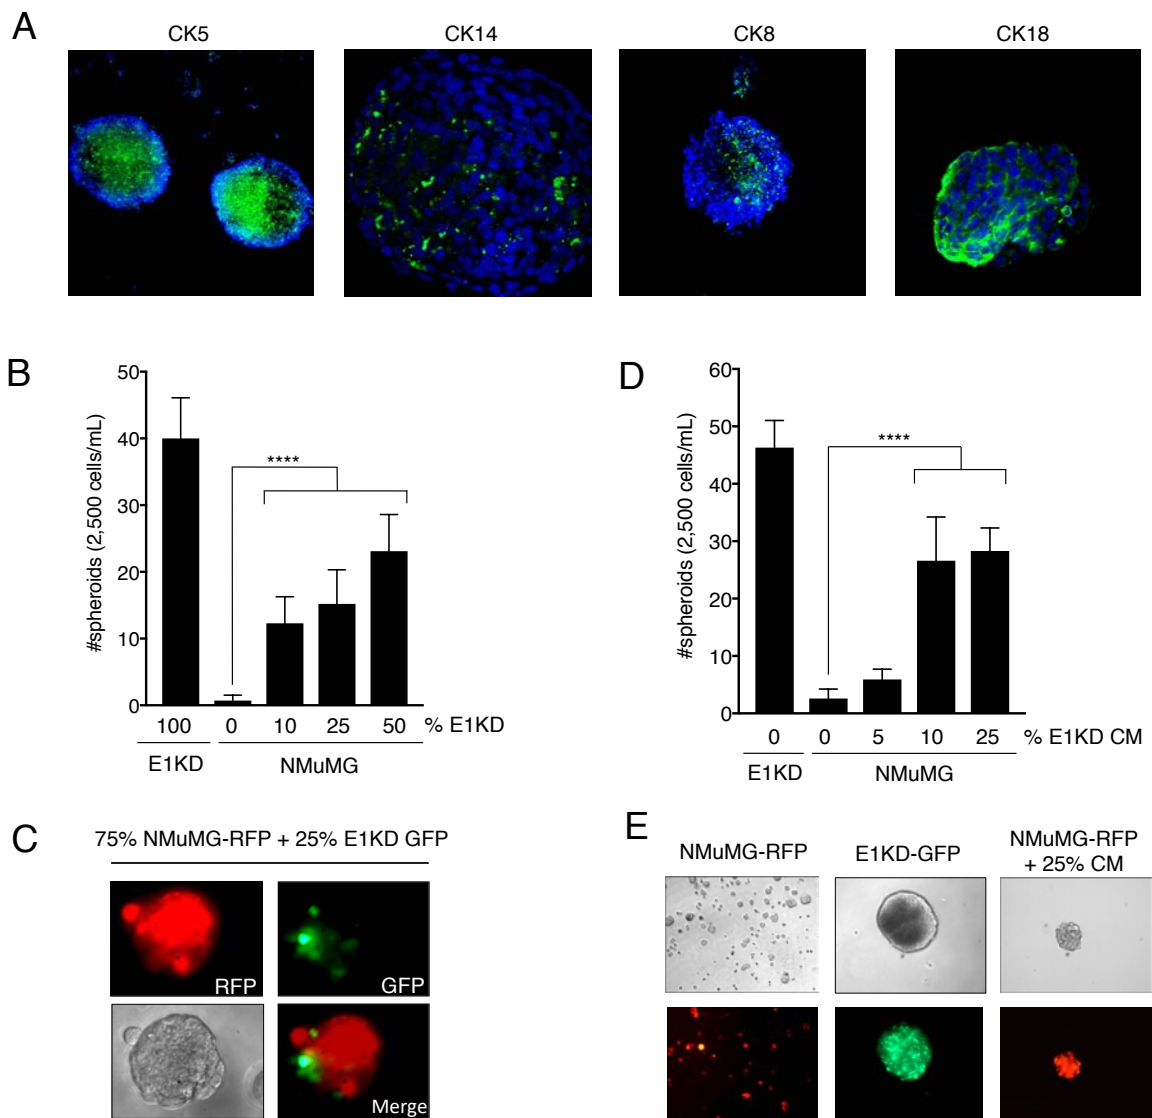 A
CK5
CK14
CK8
CK18
B
#spheroids (2,500 cells/mL)
50
40
30
20
10
0
****
100 0 10 25 50 % E1KD
E1KD NMuMG
D
#spheroids (2,500 cells/mL)
60
50
40
30
20
10
0
****
0 0 5 10 25 % E1KD CM
E1KD NMuMG
C
75% NMuMG-RFP + 25% E1KD GFP
RFP
GFP
Merge
E
NMuMG-RFP
E1KD-GFP
NMuMG-RFP
+ 25% CM